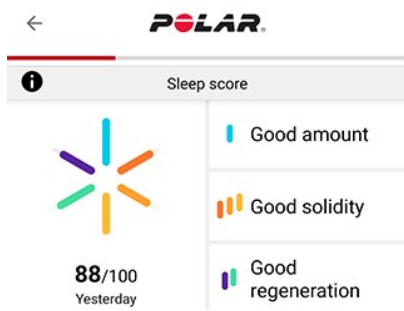 POLAR.
Sleep score
Good amount
Good solidity
Good
regeneration
88/100
Yesterday